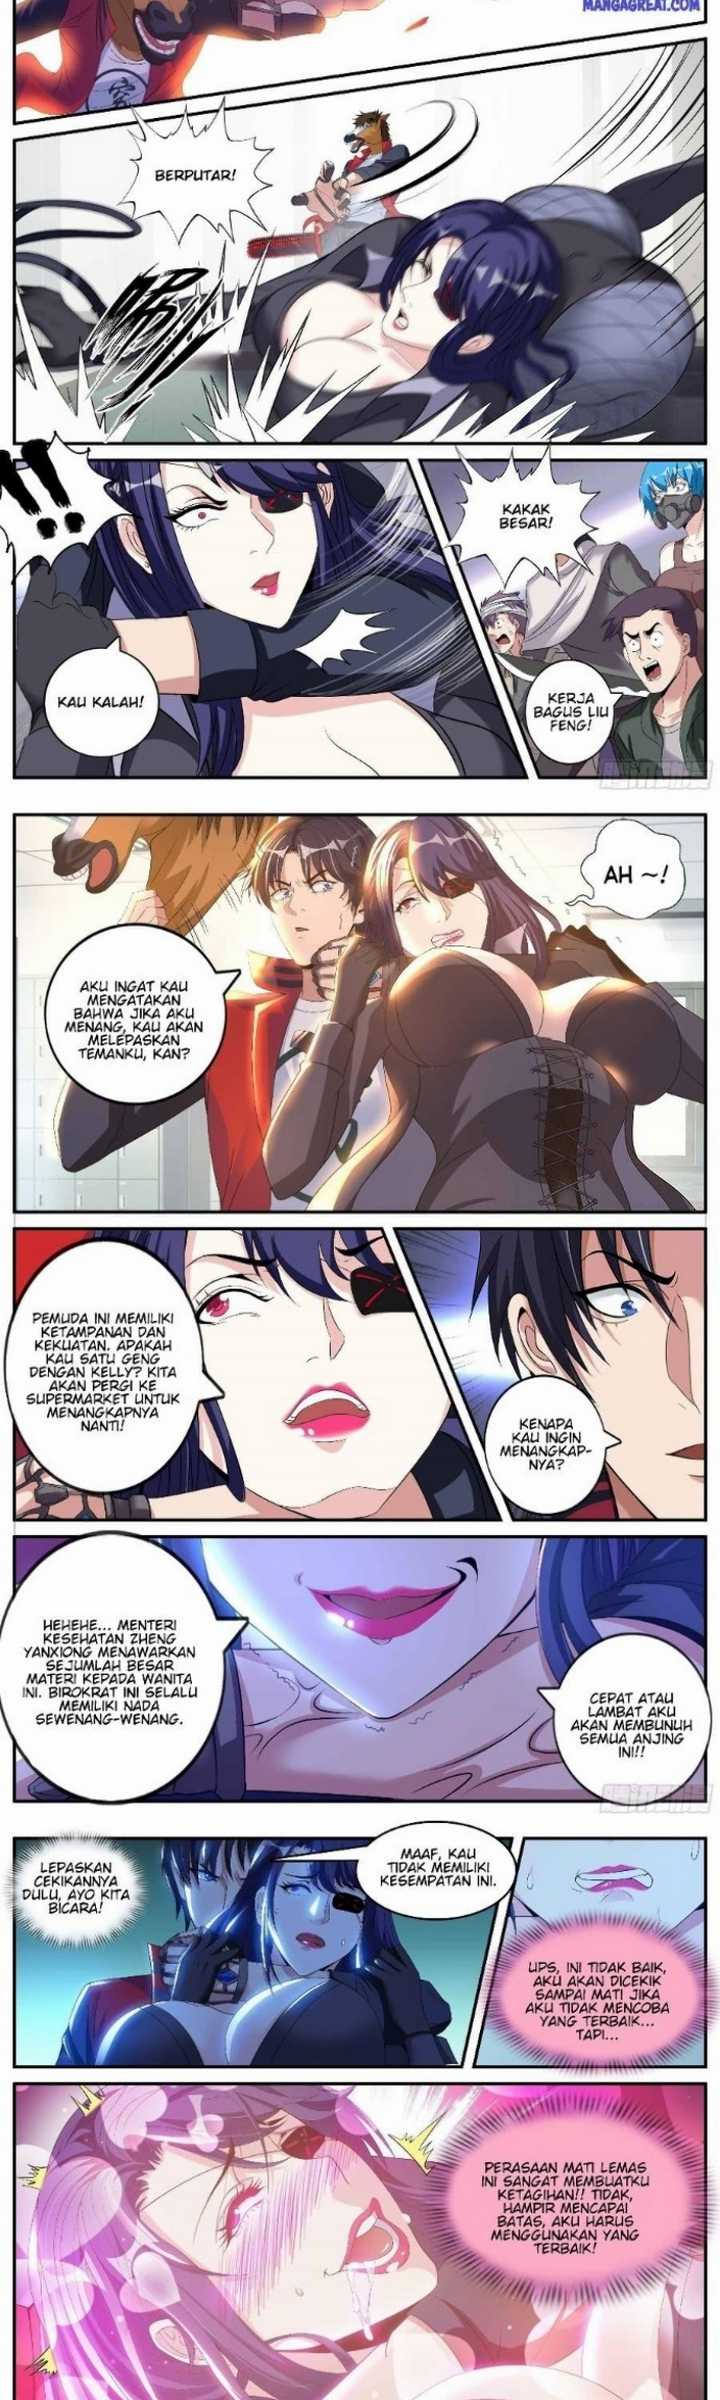 MANGAGREAT.COM
BERPUTAR!
!!
KAU KALAH!
KAKAK
BESAR!
KERJA
BAGUS LIU
FENG!
AH ~!
AKU INGAT KAU
MENGATAKAN
BAHWA JIKA AKU
MENANG, KAU AKAN
MELEPASKAN
TEMANKU, KAN?
PEMUDA INI MEMILIKI
KETAMPANAN DAN
KEKUATAN. APAKAH
KAU SATU GENG
DENGAN KELLY? KITA
AKAN PERGI KE
SUPERMARKET UNTUK
MENANGKAPNYA
NANTI!
KENAPA
KAU INGIN
MENANGKAP-
NYA?
HEHEHE... MENTERI
KESEHATAN ZHENG
YANXIONG MENAWARKAN
SEJUMLAH BESAR
MATERI KEPADA WANITA
INI. BIROKRAT INI SELALU
MEMILIKI NADA
SEWENANG-WENANG.
CEPAT ATAU
LAMBAT AKU
AKAN MEMBUNUH
SEMUA ANJING
INI!!
LEPASKAN
CEKIKANNYA
DULU, AYO KITA
BICARA!
MAAF, KAU
TIDAK MEMILIKI
KESEMPATAN INI.
UPS, INI TIDAK BAIK,
AKU AKAN DICEKIK
SAMPAI MATI JIKA
AKU TIDAK MENCOBA
YANG TERBAIK...
TAPI...
PERASAAN MATI LEMAS
INI SANGAT MEMBUATKU
KETAGIHAN!! TIDAK,
HAMPIR MENCAPAI
BATAS, AKU HARUS
MENGGUNAKAN YANG
TERBAIK!